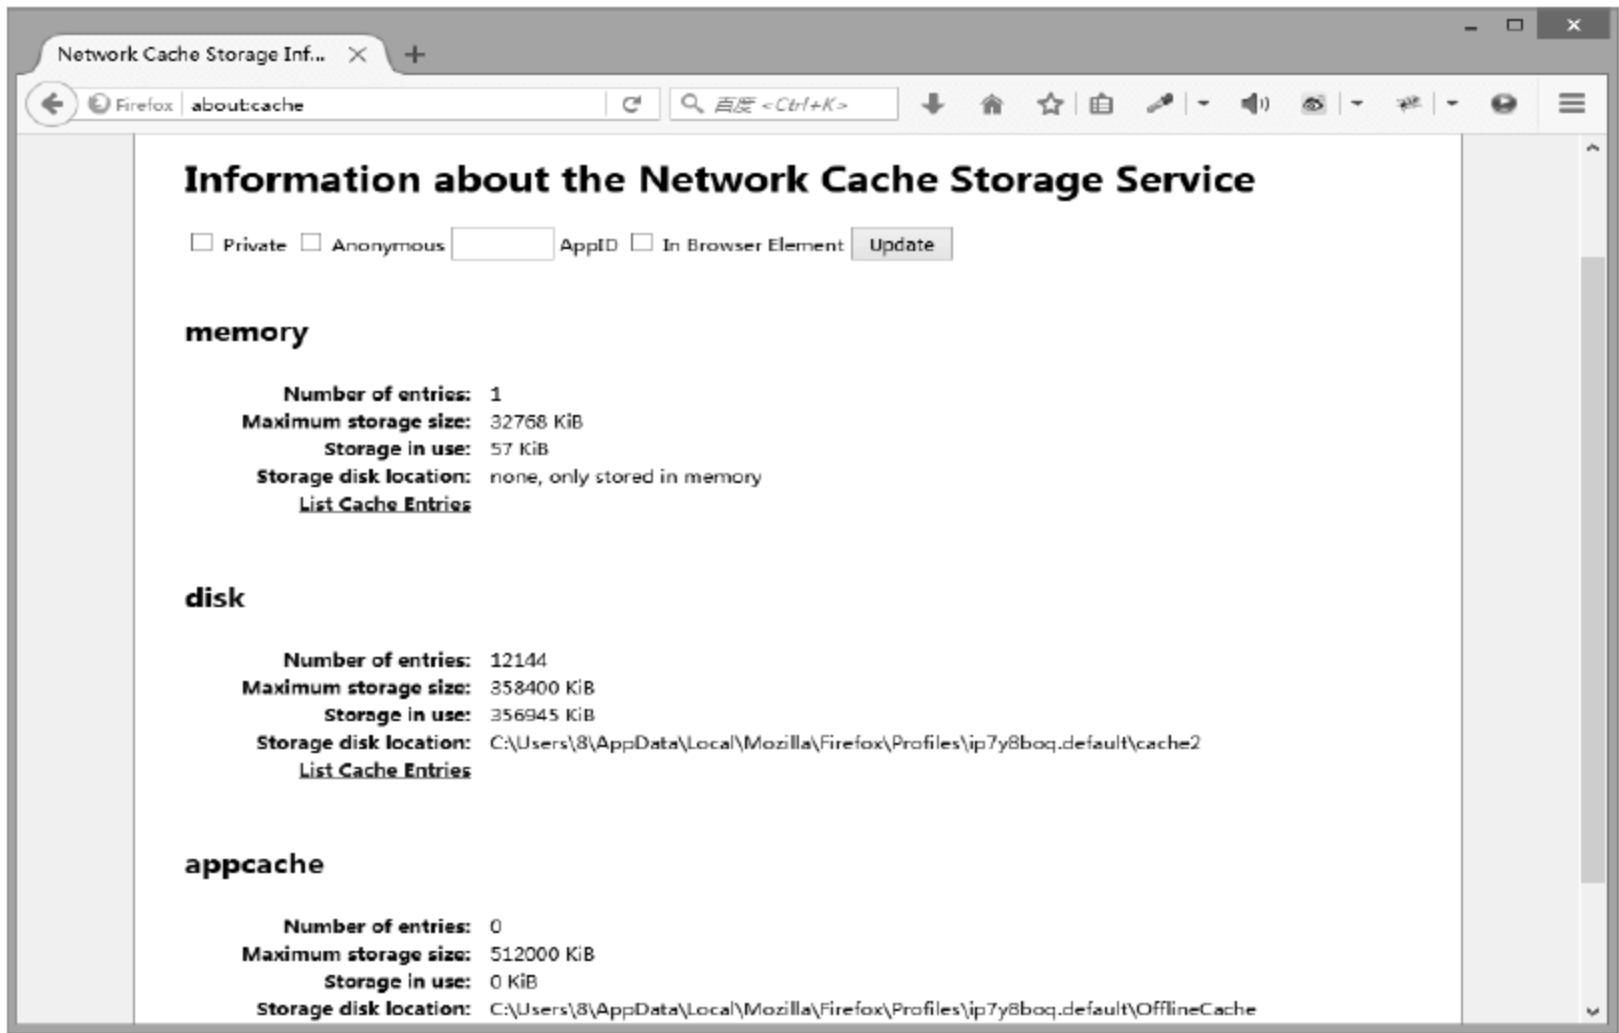 Network Cache Storage Inf...
Firefox about:cache 百度 <Ctrl+K>
Information about the Network Cache Storage Service
Private Anonymous AppID In Browser Element Update
memory
Number of entries: 1
Maximum storage size: 32768 KiB
Storage in use: 57 KiB
Storage disk location: none, only stored in memory
List Cache Entries
disk
Number of entries: 12144
Maximum storage size: 358400 KiB
Storage in use: 356945 KiB
Storage disk location: C:\Users\8\AppData\Local\Mozilla\Firefox\Profiles\ip7y8boq.default\cache2
List Cache Entries
appcache
Number of entries: 0
Maximum storage size: 512000 KiB
Storage in use: 0 KiB
Storage disk location: C:\Users\8\AppData\Local\Mozilla\Firefox\Profiles\ip7y8boq.default\OfflineCache